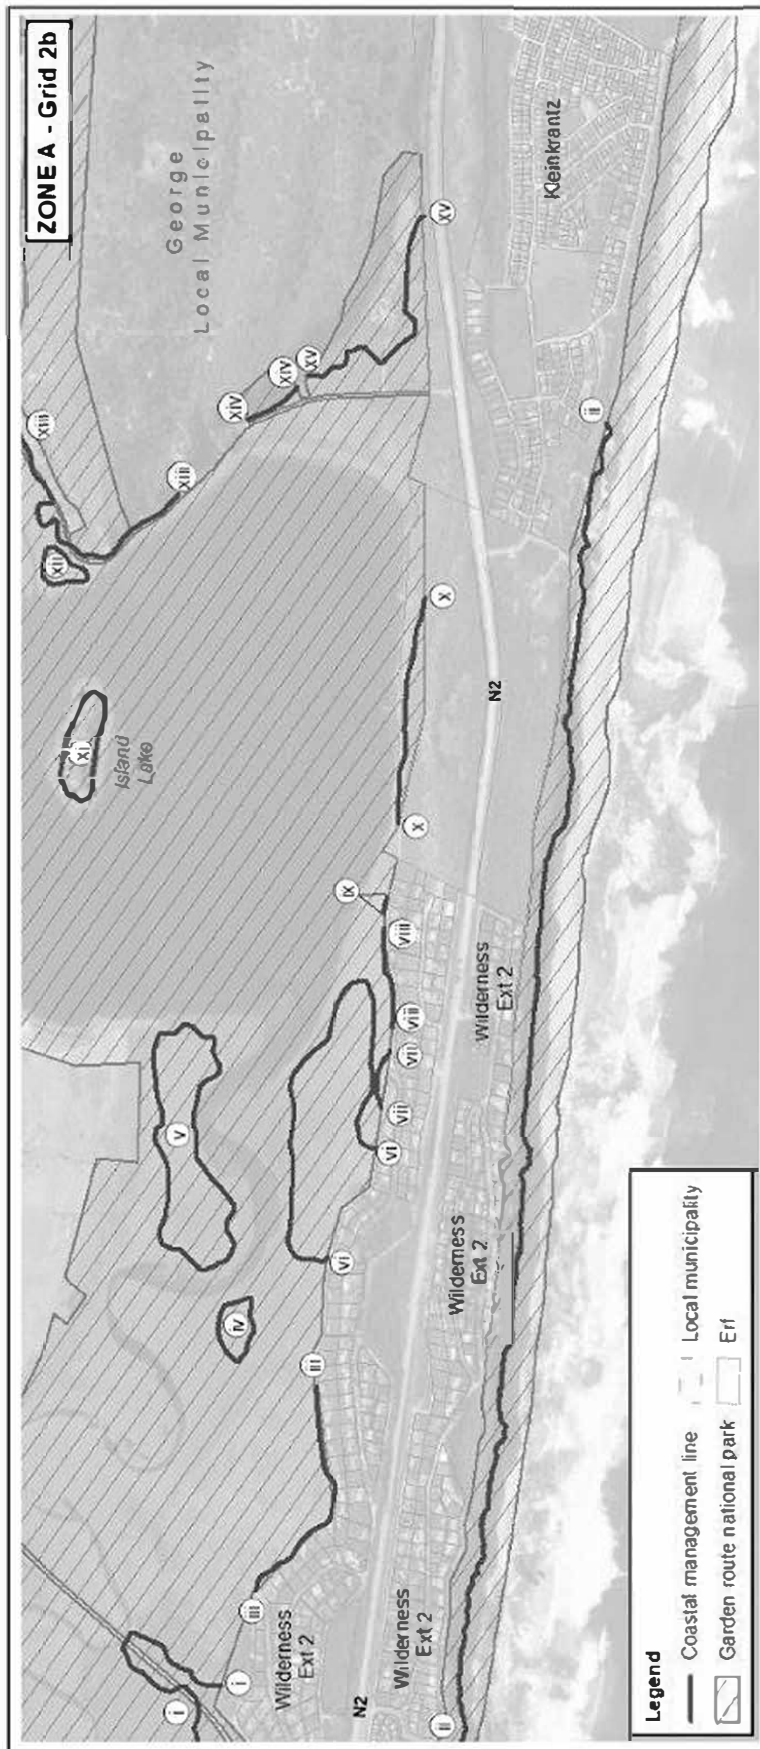 ZONE A - Grid 2b
George
Local Municipality
xiii
xiv
xiv
xv
xv
xiii
xii
Kleinkrantz
ii
xi
Island
Lake
x
N2
x
ix
viii
viii
vii
vii
vi
v
Wilderness
Ext 2
vi
iv
iii
Wilderness
Ext 2
iii
i
i
Wilderness
Ext 2
Wilderness
Ext 2
N2
ii
Legend
Coastal management line
Local municipality
Garden route national park
Erf